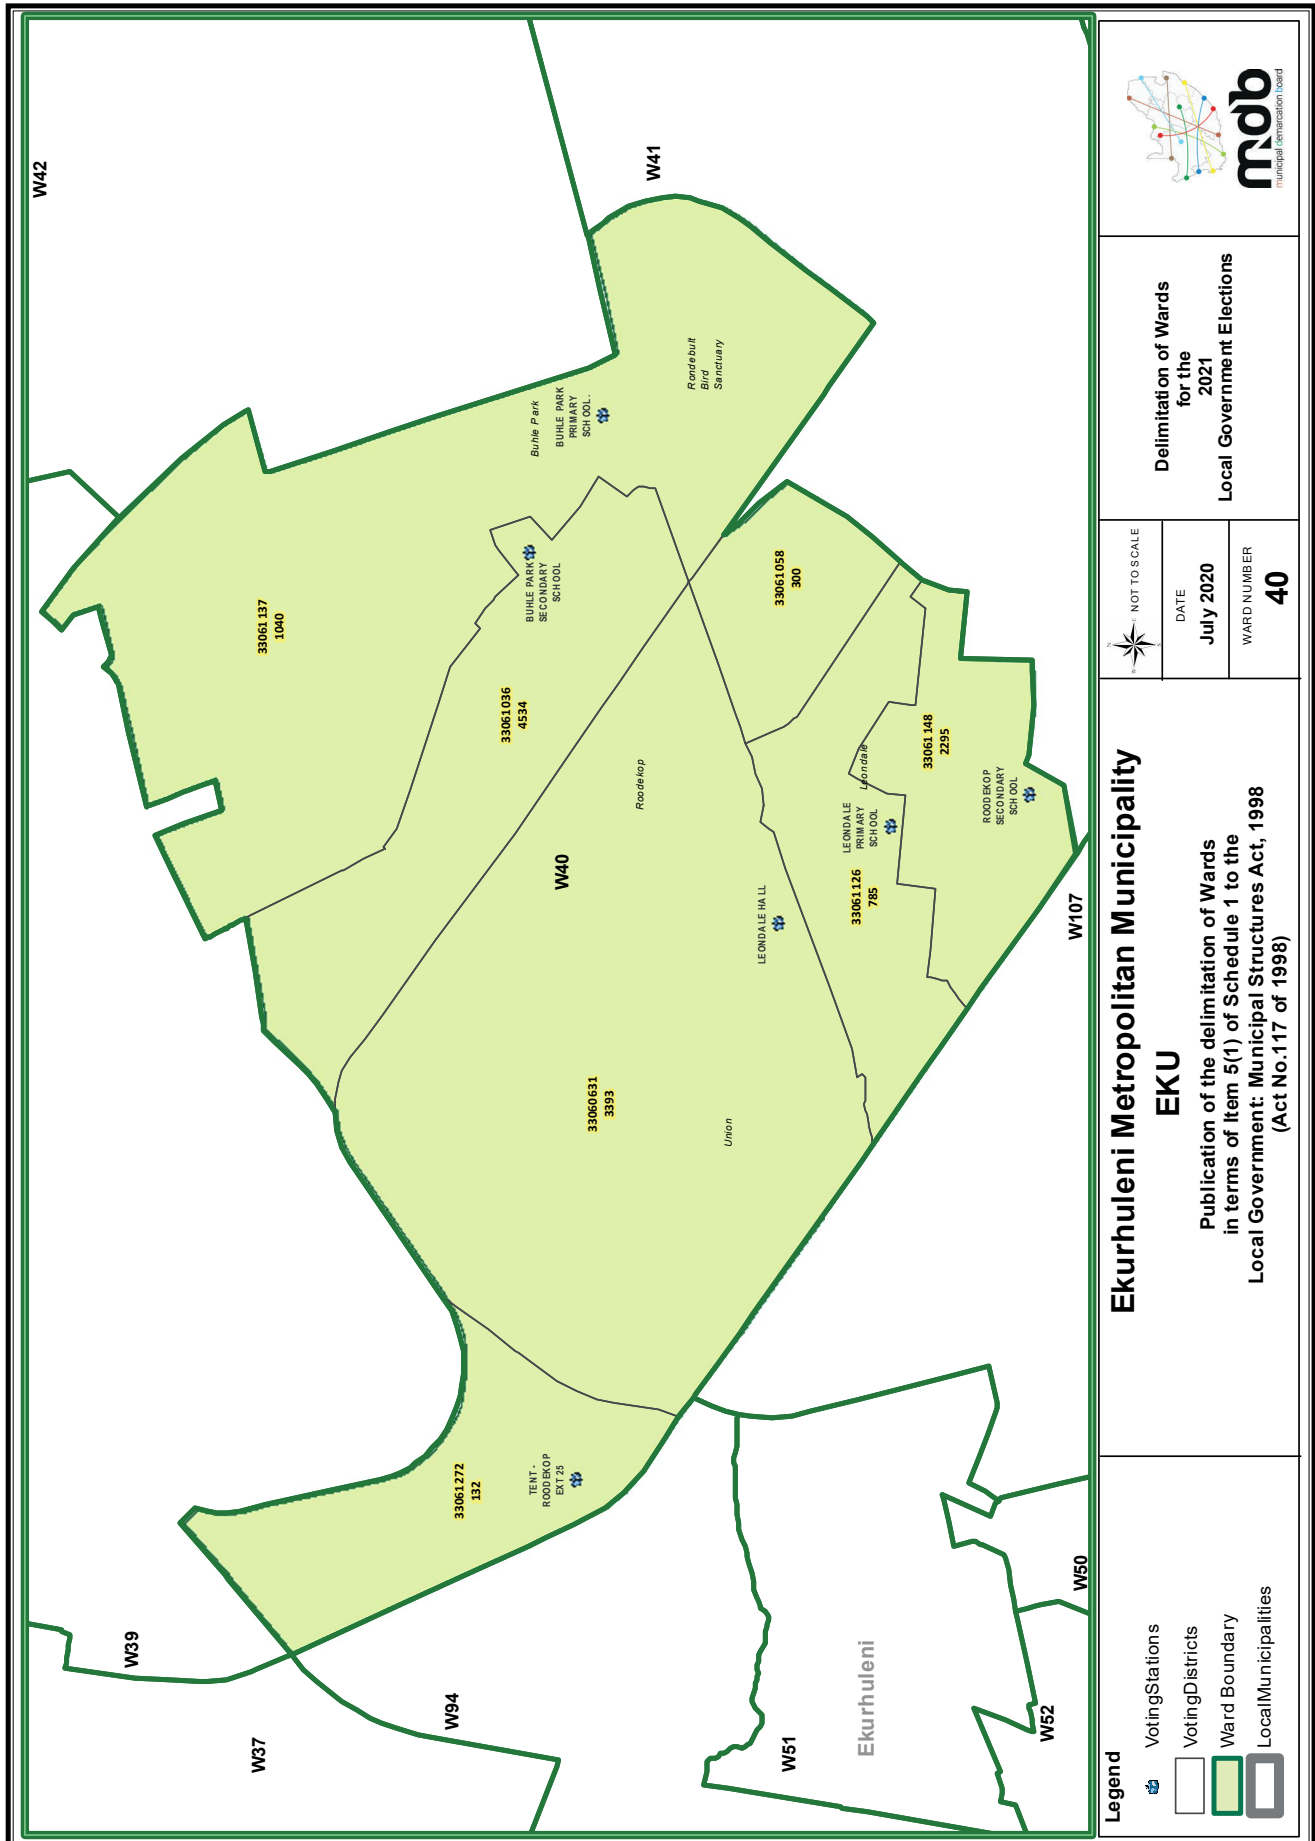 W42
W41
W39
W37
W94
W51
W52
W50
W107
W40
Ekurhuleni
33061137
1040
33061036
4534
33060631
3393
33061272
132
33061058
300
33061148
2295
33061126
785
Buhle Park
BUHLE PARK
PRIMARY
SCHOOL.
Rondebult
Bird
Sanctuary
BUHLE PARK
SECONDARY
SCHOOL
Roodekop
Union
LEONDALE HALL
LEONDALE
PRIMARY
SCHOOL
Leondale
ROODEKOP
SECONDARY
SCHOOL
TENT -
ROODEKOP
EXT 25
Legend
VotingStations
VotingDistricts
Ward Boundary
LocalMunicipalities
Ekurhuleni Metropolitan Municipality
EKU
Publication of the delimitation of Wards
in terms of Item 5(1) of Schedule 1 to the
Local Government: Municipal Structures Act, 1998
(Act No.117 of 1998)
N
W E
S
NOT TO SCALE
DATE
July 2020
WARD NUMBER
40
Delimitation of Wards
for the
2021
Local Government Elections
mdb
municipal demarcation board